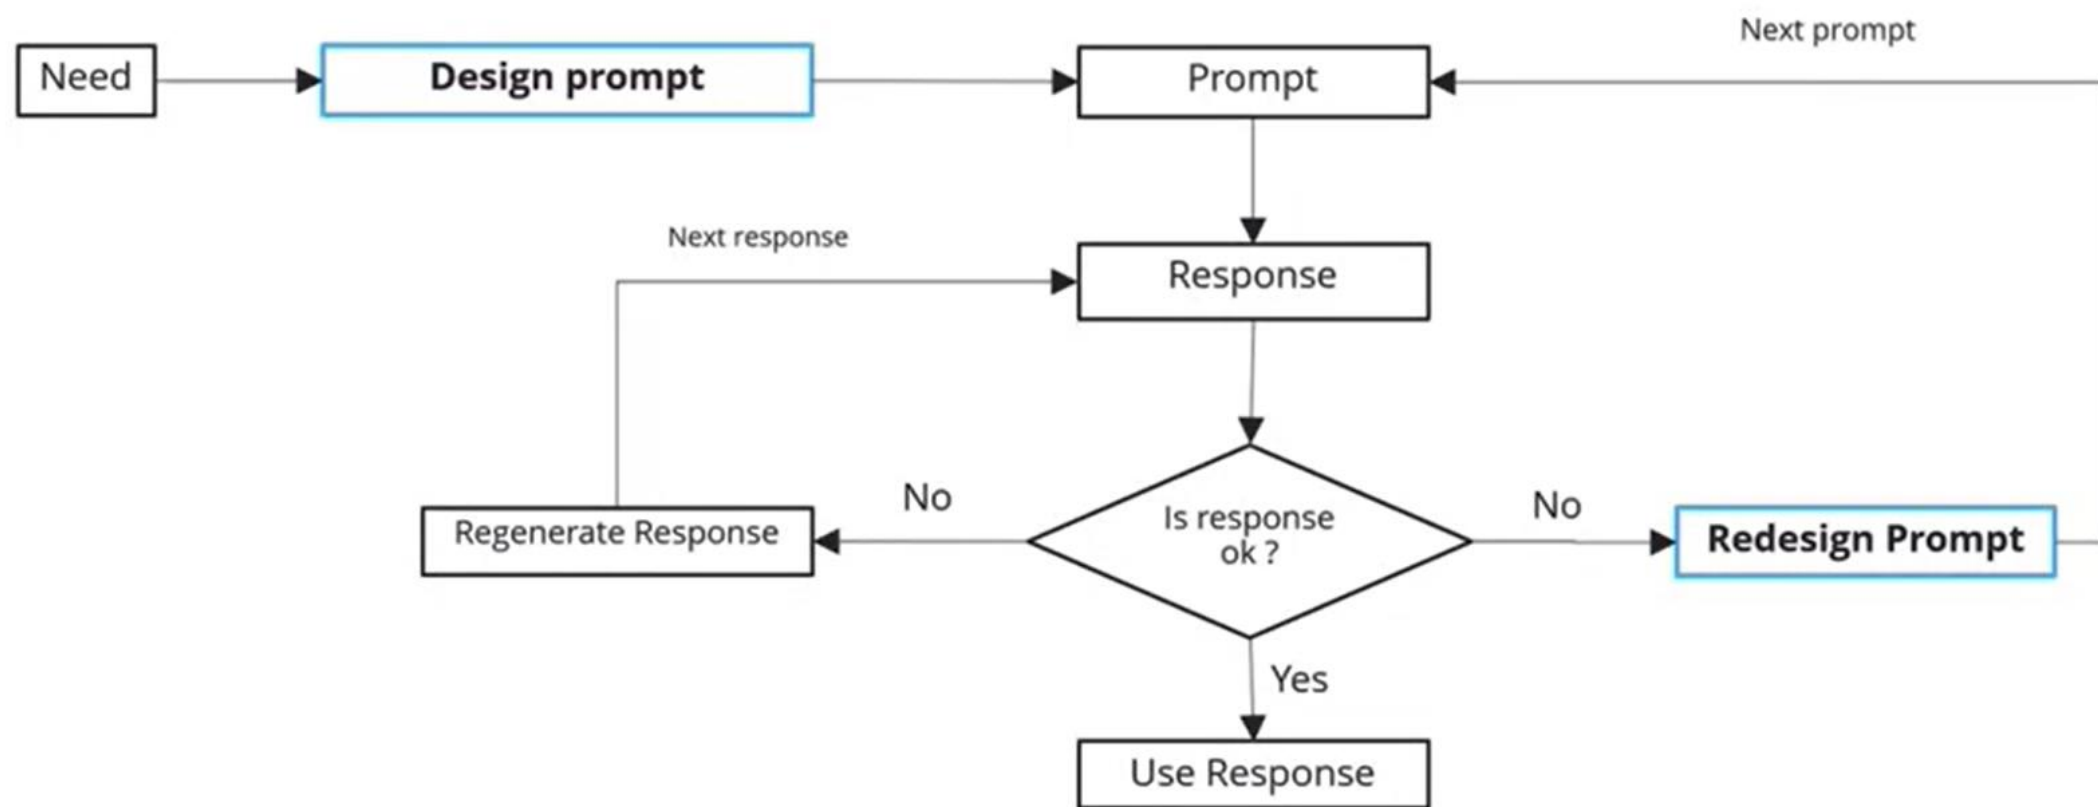 Next prompt
Need
Design prompt
Prompt
Next response
Response
No
No
Regenerate Response
Is response
ok ?
Redesign Prompt
Yes
Use Response